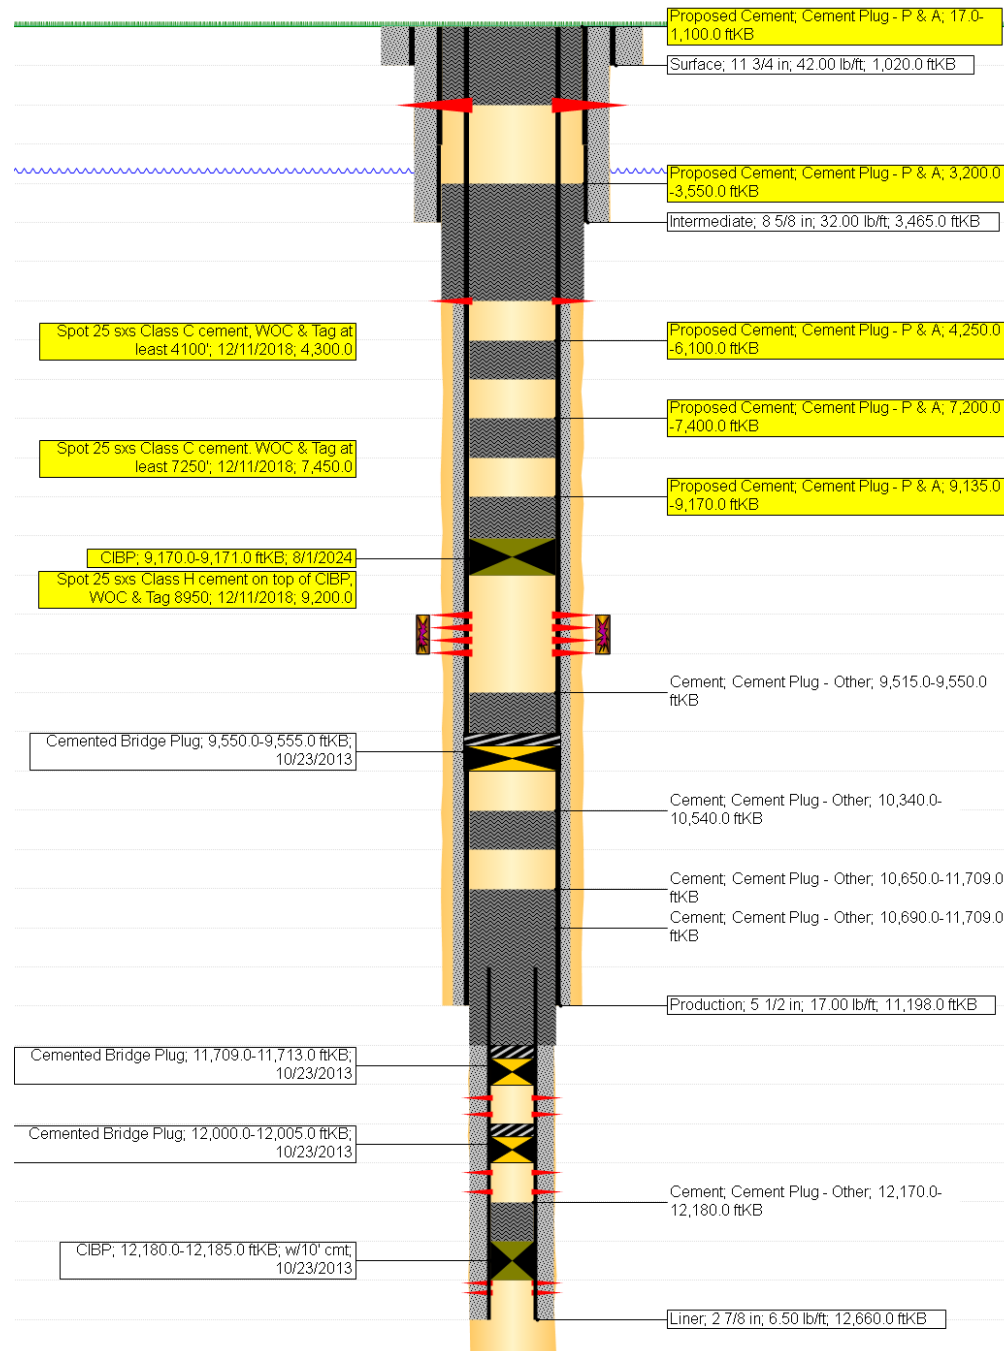 Proposed Cement; Cement Plug - P & A; 17.0-
1,100.0 ftKB
Surface; 11 3/4 in; 42.00 lb/ft; 1,020.0 ftKB
Proposed Cement; Cement Plug - P & A; 3,200.0
-3,550.0 ftKB
Intermediate; 8 5/8 in; 32.00 lb/ft; 3,465.0 ftKB
Spot 25 sxs Class C cement, WOC & Tag at
least 4100'; 12/11/2018; 4,300.0
Proposed Cement; Cement Plug - P & A; 4,250.0
-6,100.0 ftKB
Proposed Cement; Cement Plug - P & A; 7,200.0
-7,400.0 ftKB
Spot 25 sxs Class C cement. WOC & Tag at
least 7250'; 12/11/2018; 7,450.0
Proposed Cement; Cement Plug - P & A; 9,135.0
-9,170.0 ftKB
CIBP; 9,170.0-9,171.0 ftKB; 8/1/2024
Spot 25 sxs Class H cement on top of CIBP,
WOC & Tag 8950; 12/11/2018; 9,200.0
Cement; Cement Plug - Other; 9,515.0-9,550.0
ftKB
Cemented Bridge Plug; 9,550.0-9,555.0 ftKB;
10/23/2013
Cement; Cement Plug - Other; 10,340.0-
10,540.0 ftKB
Cement; Cement Plug - Other; 10,650.0-11,709.0
ftKB
Cement; Cement Plug - Other; 10,690.0-11,709.0
ftKB
Production; 5 1/2 in; 17.00 lb/ft; 11,198.0 ftKB
Cemented Bridge Plug; 11,709.0-11,713.0 ftKB;
10/23/2013
Cemented Bridge Plug; 12,000.0-12,005.0 ftKB;
10/23/2013
Cement; Cement Plug - Other; 12,170.0-
12,180.0 ftKB
CIBP; 12,180.0-12,185.0 ftKB; w/10' cmt;
10/23/2013
Liner; 2 7/8 in; 6.50 lb/ft; 12,660.0 ftKB